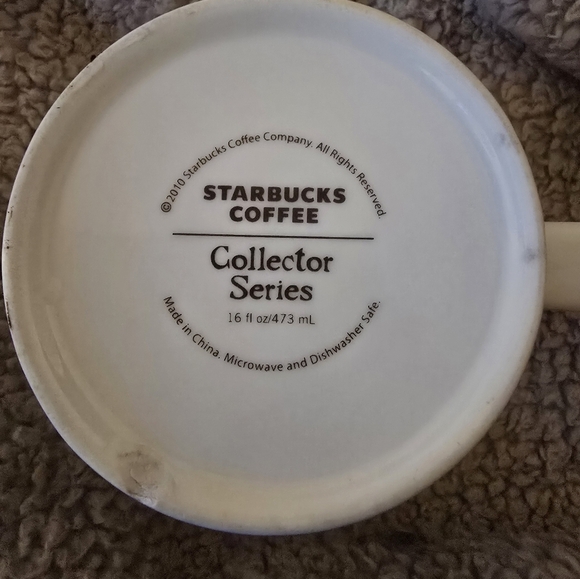 ©2010 Starbucks Coffee Company. All Rights Reserved.
STARBUCKS
COFFEE
Collector
Series
16 fl oz/473 mL
Made in China. Microwave and Dishwasher Safe.